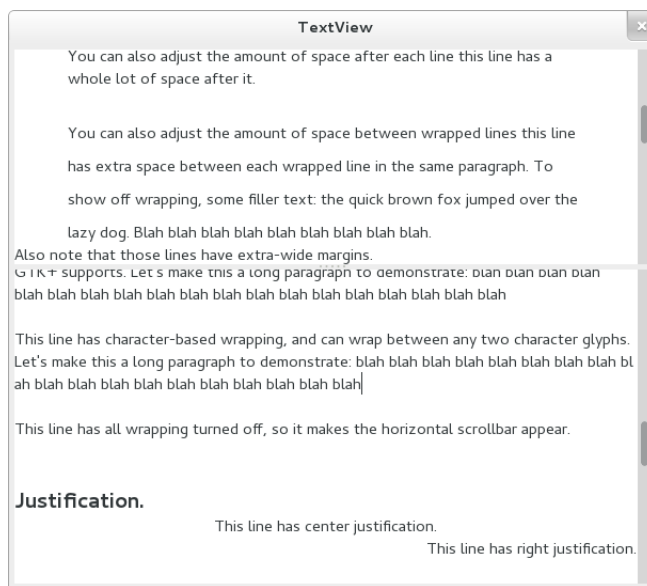 TextView
You can also adjust the amount of space after each line this line has a
whole lot of space after it.
You can also adjust the amount of space between wrapped lines this line
has extra space between each wrapped line in the same paragraph. To
show off wrapping, some filler text: the quick brown fox jumped over the
lazy dog. Blah blah blah blah blah blah blah blah blah.
Also note that those lines have extra-wide margins.
GTK+ supports. Let's make this a long paragraph to demonstrate: blah blah blah blah
blah blah blah blah blah blah blah blah blah blah blah blah blah blah blah
This line has character-based wrapping, and can wrap between any two character glyphs.
Let's make this a long paragraph to demonstrate: blah blah blah blah blah blah blah blah bl
ah blah blah blah blah blah blah blah blah blah blah
This line has all wrapping turned off, so it makes the horizontal scrollbar appear.
Justification.
This line has center justification.
This line has right justification.